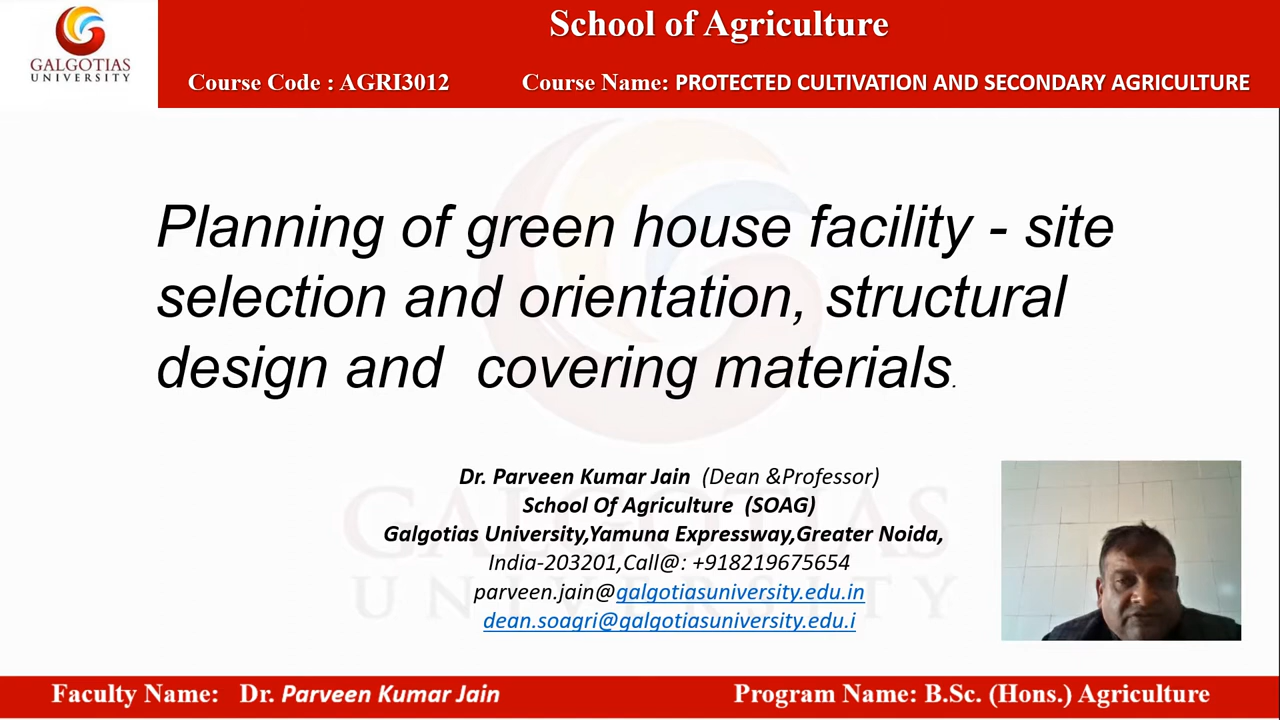 GALGOTIAS
UNIVERSITY
School of Agriculture
Course Code : AGRI3012 Course Name: PROTECTED CULTIVATION AND SECONDARY AGRICULTURE
Planning of green house facility - site
selection and orientation, structural
design and covering materials.
Dr. Parveen Kumar Jain (Dean &Professor)
School Of Agriculture (SOAG)
Galgotias University,Yamuna Expressway,Greater Noida,
India-203201,Call@: +918219675654
parveen.jain@galgotiasuniversity.edu.in
dean.soagri@galgotiasuniversity.edu.i
GALGOTIAS
UNIVERSITY
Faculty Name: Dr. Parveen Kumar Jain Program Name: B.Sc. (Hons.) Agriculture